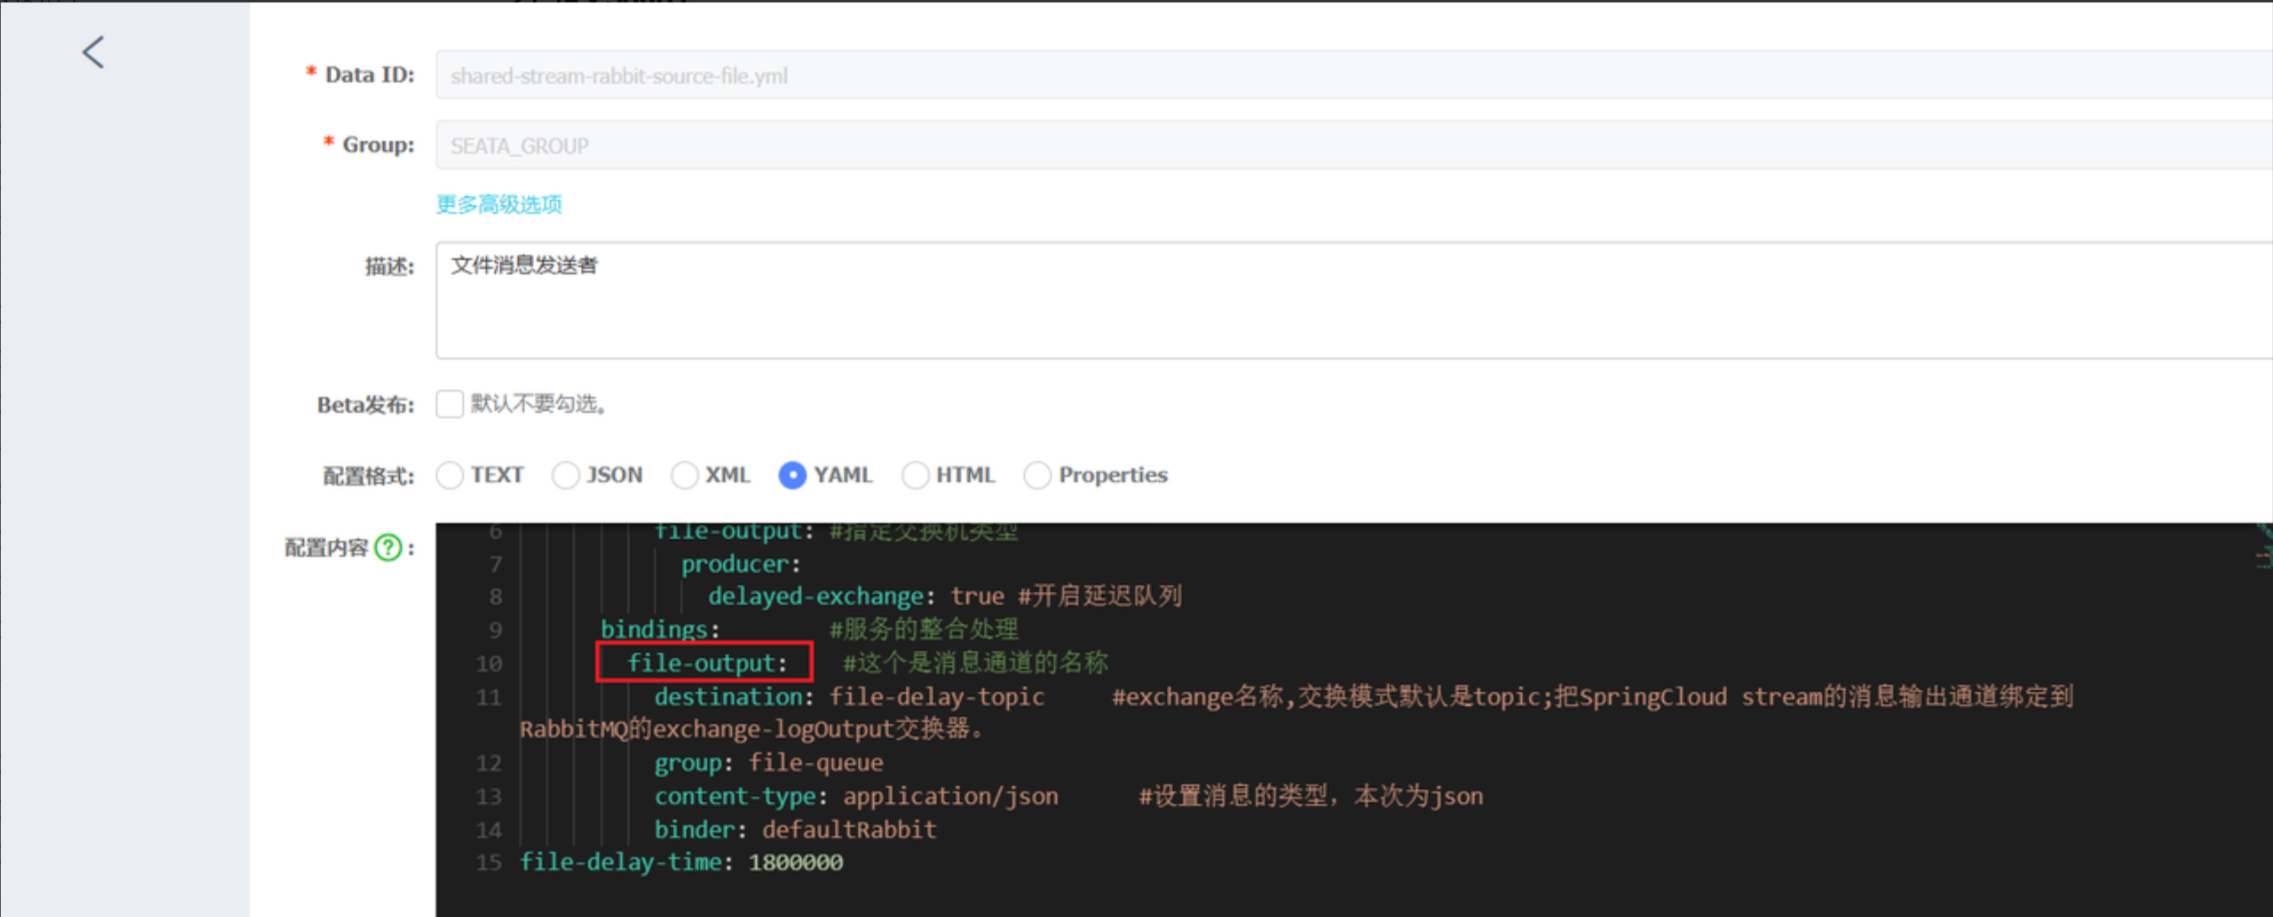 * Data ID: shared-stream-rabbit-source-file.yml
* Group: SEATA_GROUP
更多高级选项
描述: 文件消息发送者
Beta发布: 默认不要勾选。
配置格式: TEXT JSON XML YAML HTML Properties
配置内容 ? :
6 file-output: #指定交换机类型
7 producer:
8 delayed-exchange: true #开启延迟队列
9 bindings: #服务的整合处理
10 file-output: #这个是消息通道的名称
11 destination: file-delay-topic #exchange名称,交换模式默认是topic;把SpringCloud stream的消息输出通道绑定到
RabbitMQ的exchange-logOutput交换器。
12 group: file-queue
13 content-type: application/json #设置消息的类型，本次为json
14 binder: defaultRabbit
15 file-delay-time: 1800000